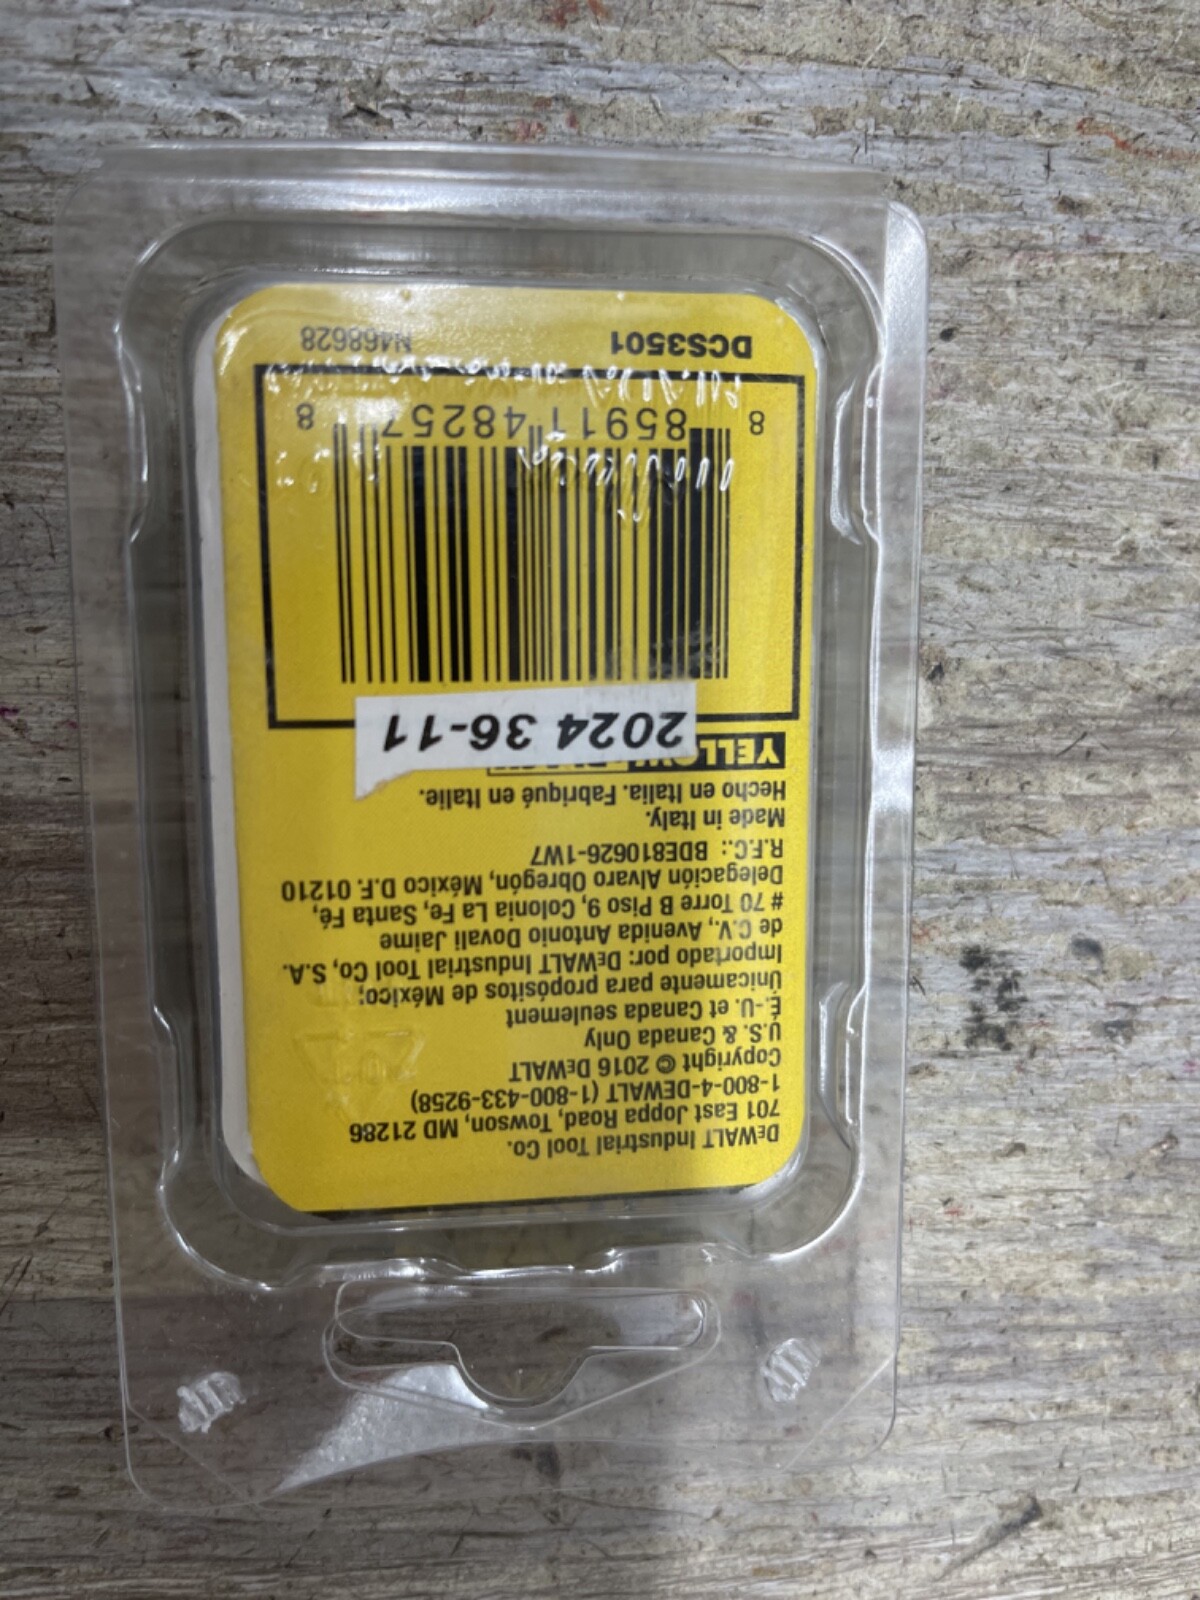 DEWALT Industrial Tool Co.
701 East Joppa Road, Towson, MD 21286
1-800-4-DEWALT (1-800-433-9258)
Copyright © 2016 DEWALT
U.S. & Canada Only
É.-U. et Canada seulement
Únicamente para propósitos de México:
Importado por: DEWALT Industrial Tool Co, S.A.
de C.V., Avenida Antonio Dovali Jaime
# 70 Torre B Piso 9, Colonia La Fe, Santa Fé,
Delegación Alvaro Obregón, México D.F. 01210
R.F.C.: BDE810626-1W7
Made in Italy.
Hecho en Italia. Fabriqué en Italie.
2024 36-11
8 85911 48257 8
DCS3501 N468628